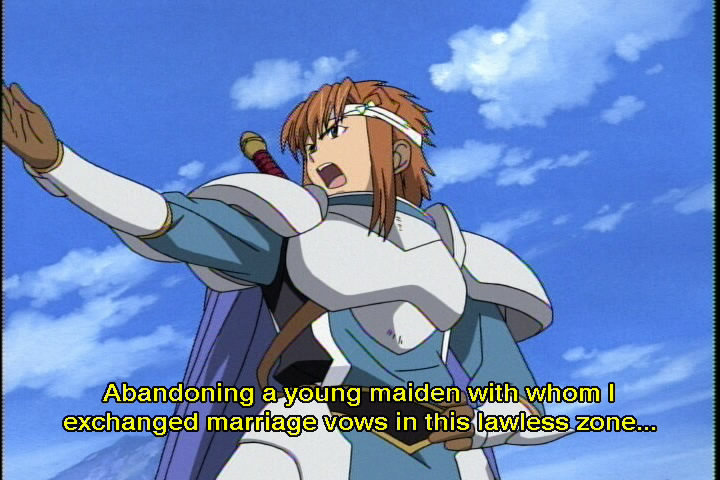 Abandoning a young maiden with whom I
exchanged marriage vows in this lawless zone...